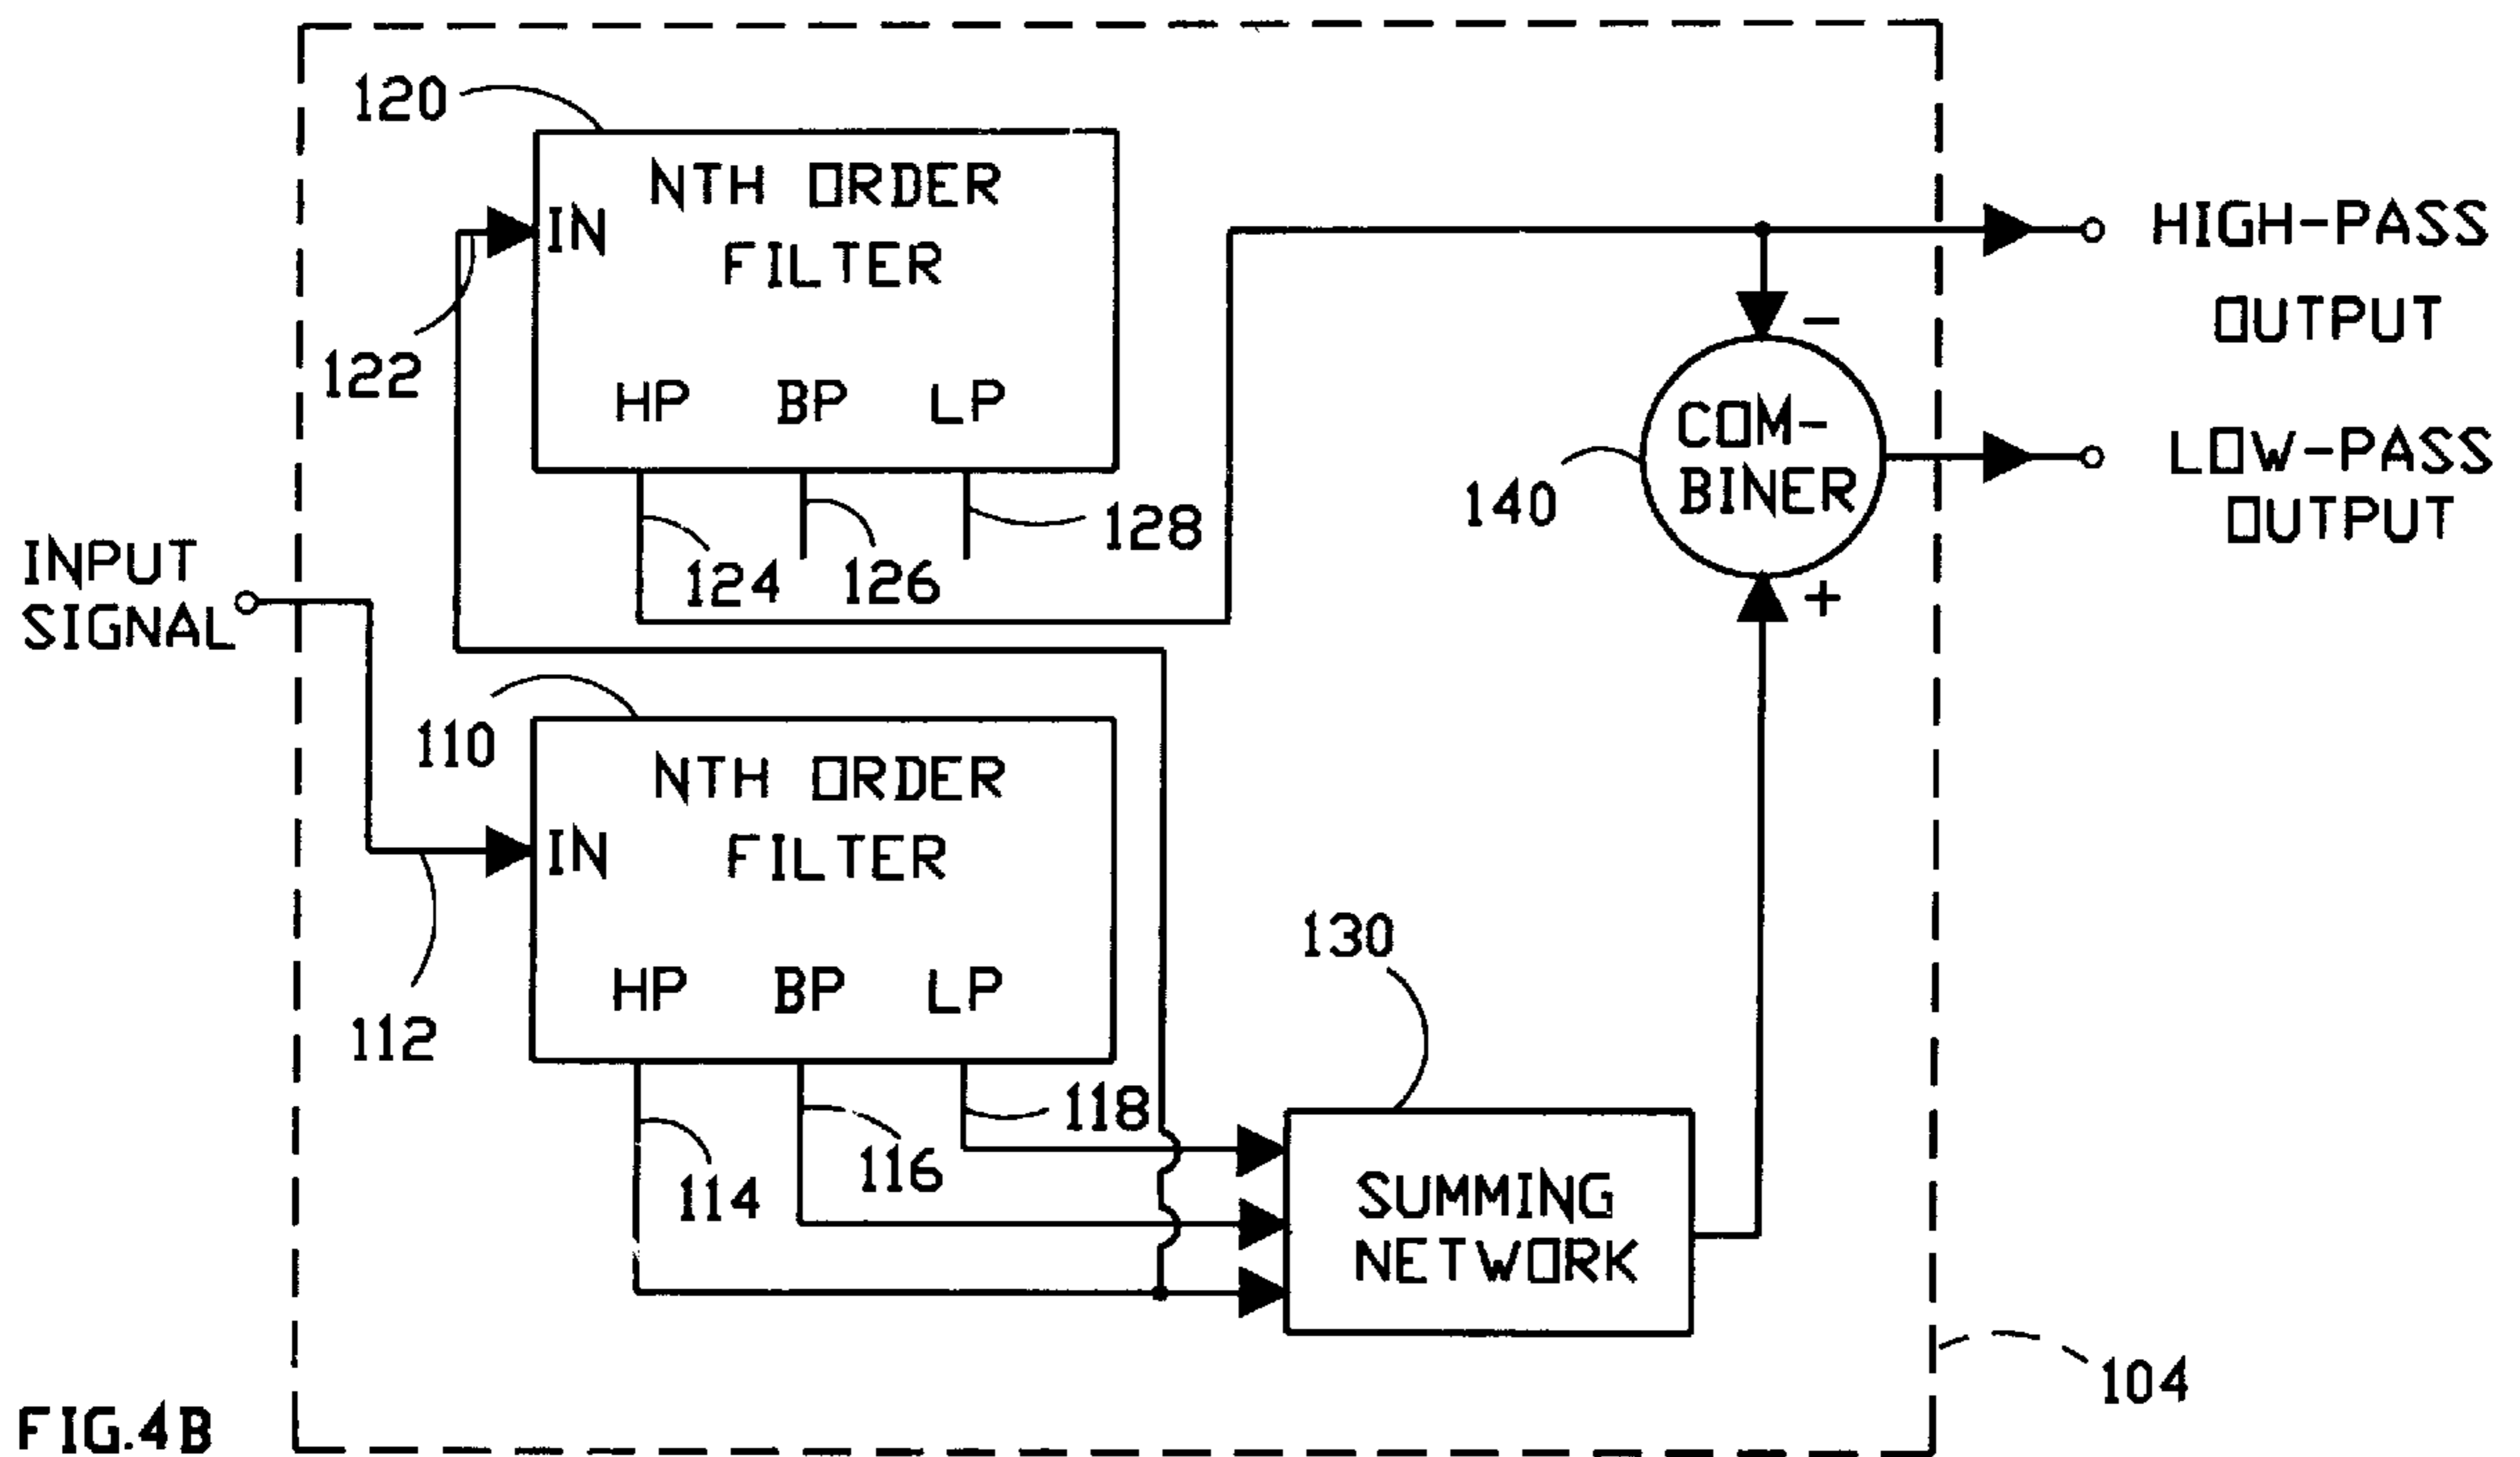 120
NTH ORDER
FILTER
IN
HP BP LP
122
124 126 128
HIGH-PASS
OUTPUT
-
COM-
BINER
140
+
LOW-PASS
OUTPUT
INPUT
SIGNAL
110
NTH ORDER
FILTER
IN
HP BP LP
112
114 116 118
130
SUMMING
NETWORK
104
FIG.4B